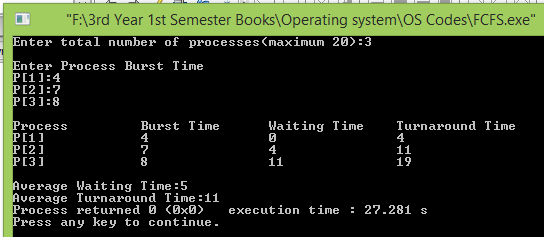 "F:\3rd Year 1st Semester Books\Operating system\OS Codes\FCFS.exe"
Enter total number of processes(maximum 20):3
Enter Process Burst Time
P[1]:4
P[2]:7
P[3]:8
Process Burst Time Waiting Time Turnaround Time
P[1] 4 0 4
P[2] 7 4 11
P[3] 8 11 19
Average Waiting Time:5
Average Turnaround Time:11
Process returned 0 (0x0) execution time : 27.281 s
Press any key to continue.